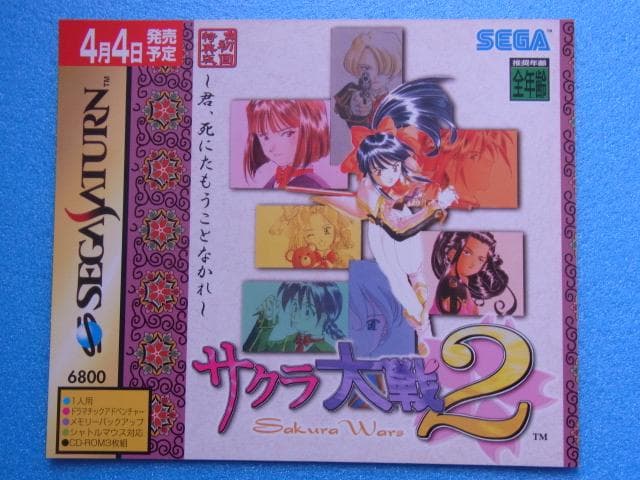 4月4日 発売予定
SEGA SATURN™
6800
1人用
ドラマチックアドベンチャー
メモリーバックアップ
シャトルマウス対応
CD-ROM3枚組
～君、死にたもうことなかれ～
SEGA™
推奨年齢
全年齢
サクラ大戦2
Sakura Wars
TM